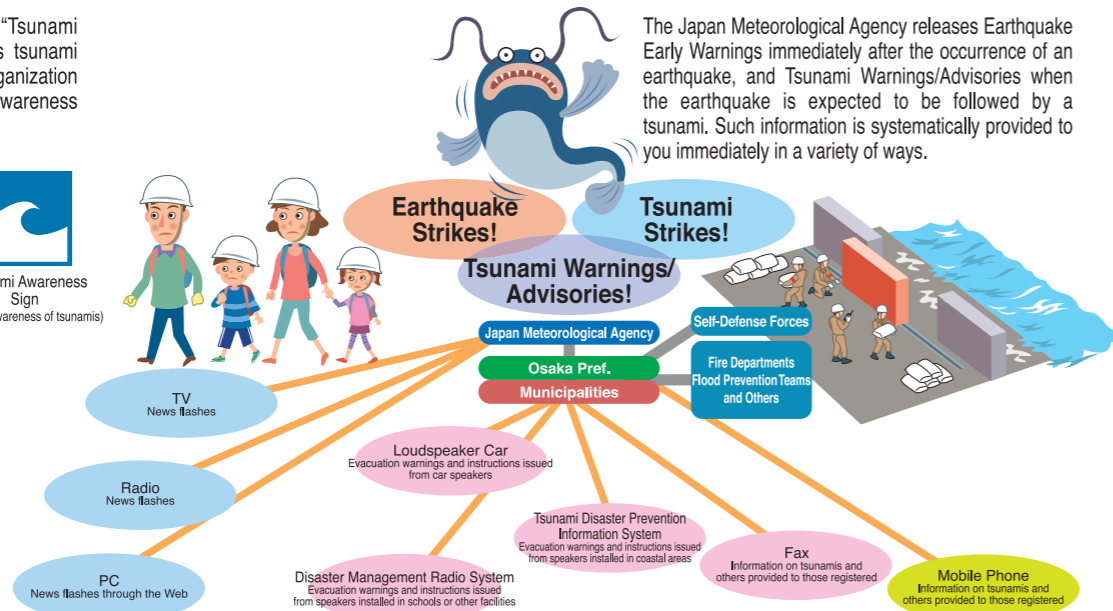 “Tsunami
s tsunami
ganization
wareness
mi Awareness
Sign
wareness of tsunamis)
The Japan Meteorological Agency releases Earthquake
Early Warnings immediately after the occurrence of an
earthquake, and Tsunami Warnings/Advisories when
the earthquake is expected to be followed by a
tsunami. Such information is systematically provided to
you immediately in a variety of ways.
Earthquake
Strikes!
Tsunami
Strikes!
Tsunami Warnings/
Advisories!
Japan Meteorological Agency
Osaka Pref.
Municipalities
Self-Defense Forces
Fire Departments
Flood Prevention Teams
and Others
TV
News flashes
Radio
News flashes
PC
News flashes through the Web
Loudspeaker Car
Evacuation warnings and instructions issued
from car speakers
Disaster Management Radio System
Evacuation warnings and instructions issued
from speakers installed in schools or other facilities
Tsunami Disaster Prevention
Information System
Evacuation warnings and instructions issued
from speakers installed in coastal areas
Fax
Information on tsunamis and
others provided to those registered
Mobile Phone
Information on tsunamis and
others provided to those registered